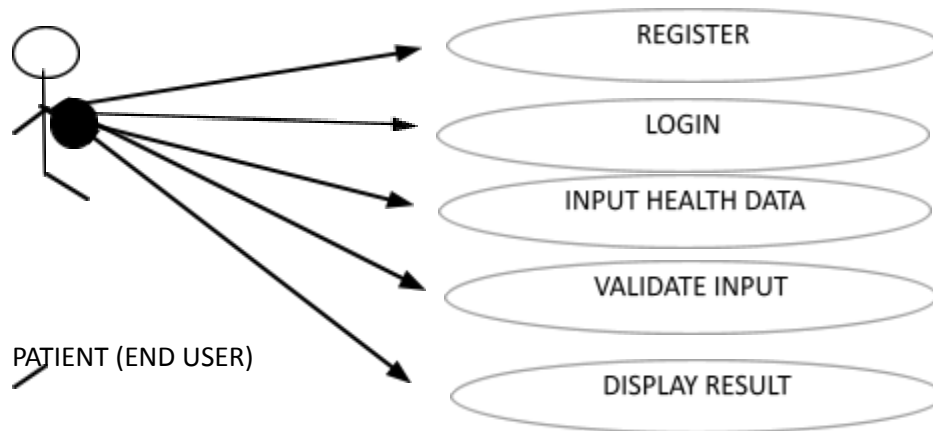 REGISTER
LOGIN
INPUT HEALTH DATA
VALIDATE INPUT
PATIENT (END USER)
DISPLAY RESULT